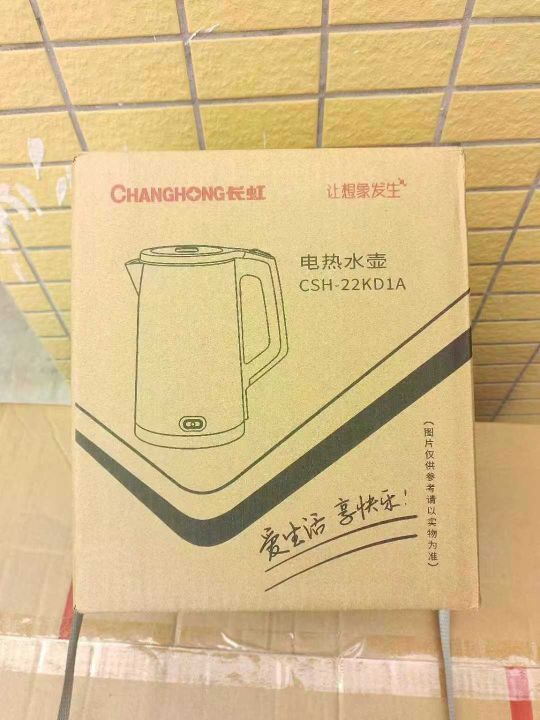 CHANGHONG长虹
让想象发生
电热水壶
CSH-22KD1A
爱生活 享快乐!
(图片仅供参考请以实物为准)